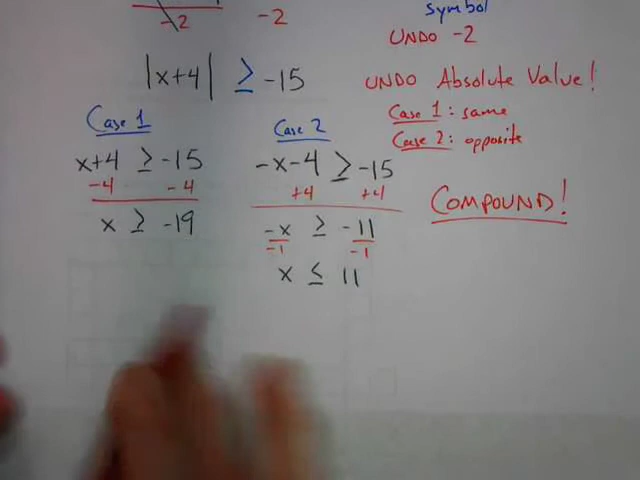 -2 -2
symbol
UNDO -2
|x+4| ≥ -15
UNDO Absolute Value!
Case 1: same
Case 2: opposite
COMPOUND!
Case 1
x+4 ≥ -15
-4 -4
x ≥ -19
Case 2
-x-4 ≥ -15
+4 +4
-x ≥ -11
-1 -1
x ≤ 11